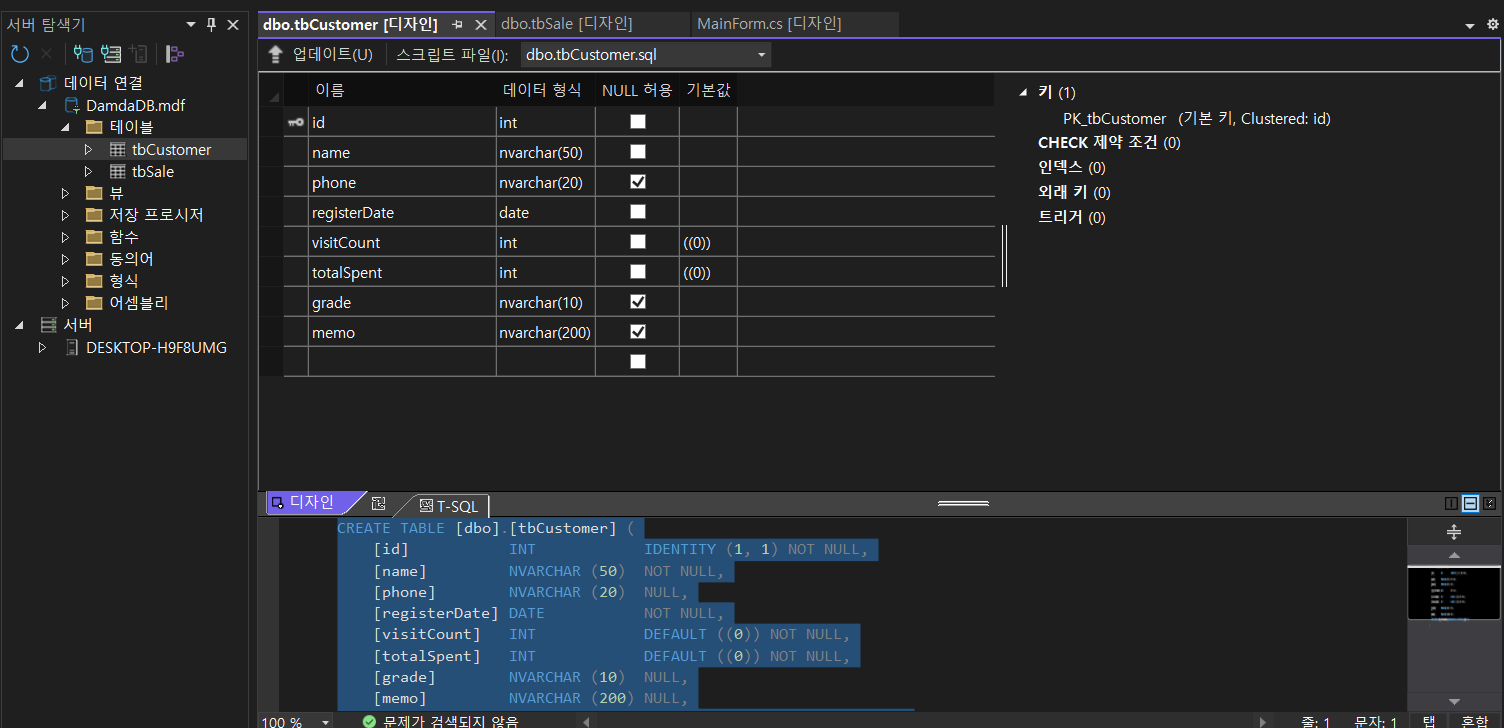 서버 탐색기
데이터 연결
DamdaDB.mdf
테이블
tbCustomer
tbSale
뷰
저장 프로시저
함수
동의어
형식
어셈블리
서버
DESKTOP-H9F8UMG
dbo.tbCustomer [디자인]
dbo.tbSale [디자인]
MainForm.cs [디자인]
업데이트(U)
스크립트 파일(I):
dbo.tbCustomer.sql
이름 데이터 형식 NULL 허용 기본값
id int
name nvarchar(50)
phone nvarchar(20)
registerDate date
visitCount int ((0))
totalSpent int ((0))
grade nvarchar(10)
memo nvarchar(200)
키 (1)
PK_tbCustomer (기본 키, Clustered: id)
CHECK 제약 조건 (0)
인덱스 (0)
외래 키 (0)
트리거 (0)
디자인
T-SQL
CREATE TABLE [dbo].[tbCustomer] (
[id] INT IDENTITY (1, 1) NOT NULL,
[name] NVARCHAR (50) NOT NULL,
[phone] NVARCHAR (20) NULL,
[registerDate] DATE NOT NULL,
[visitCount] INT DEFAULT ((0)) NOT NULL,
[totalSpent] INT DEFAULT ((0)) NOT NULL,
[grade] NVARCHAR (10) NULL,
[memo] NVARCHAR (200) NULL,
100 %
문제가 검색되지 않음
줄: 1
문자: 1
탭
혼합